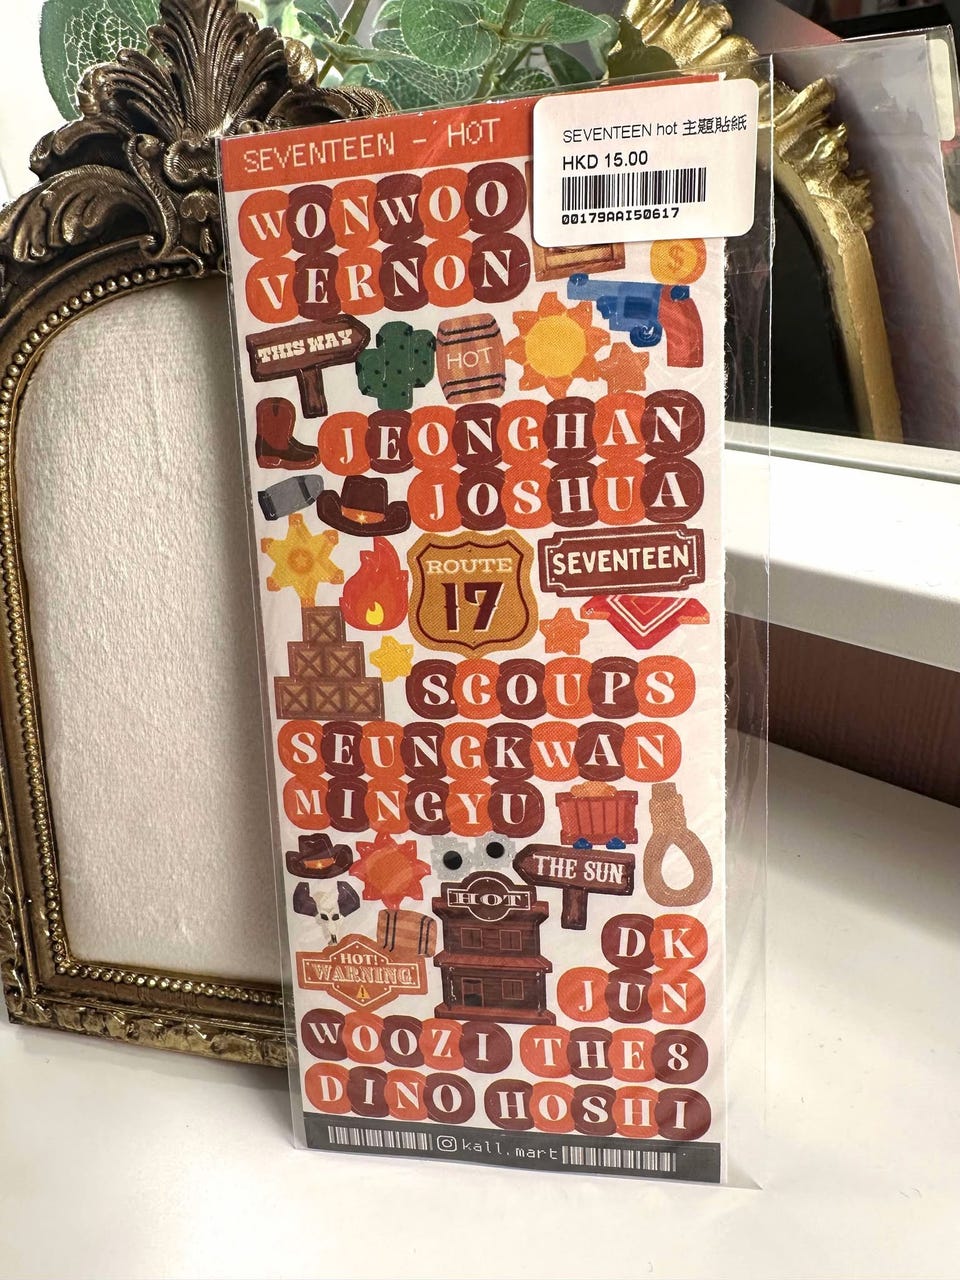 SEVENTEEN - HOT
SEVENTEEN hot 主題貼紙
HKD 15.00
00179AAI50617
WONWOO
VERNON
$
THIS WAY
HOT
JEONGHAN
JOSHUA
ROUTE
17
SEVENTEEN
S.COUPS
SEUNGKWAN
MINGYU
THE SUN
HOT
HOT!
WARNING
!
DK
JUN
WOOZI THE8
DINO HOSHI
kall.mart